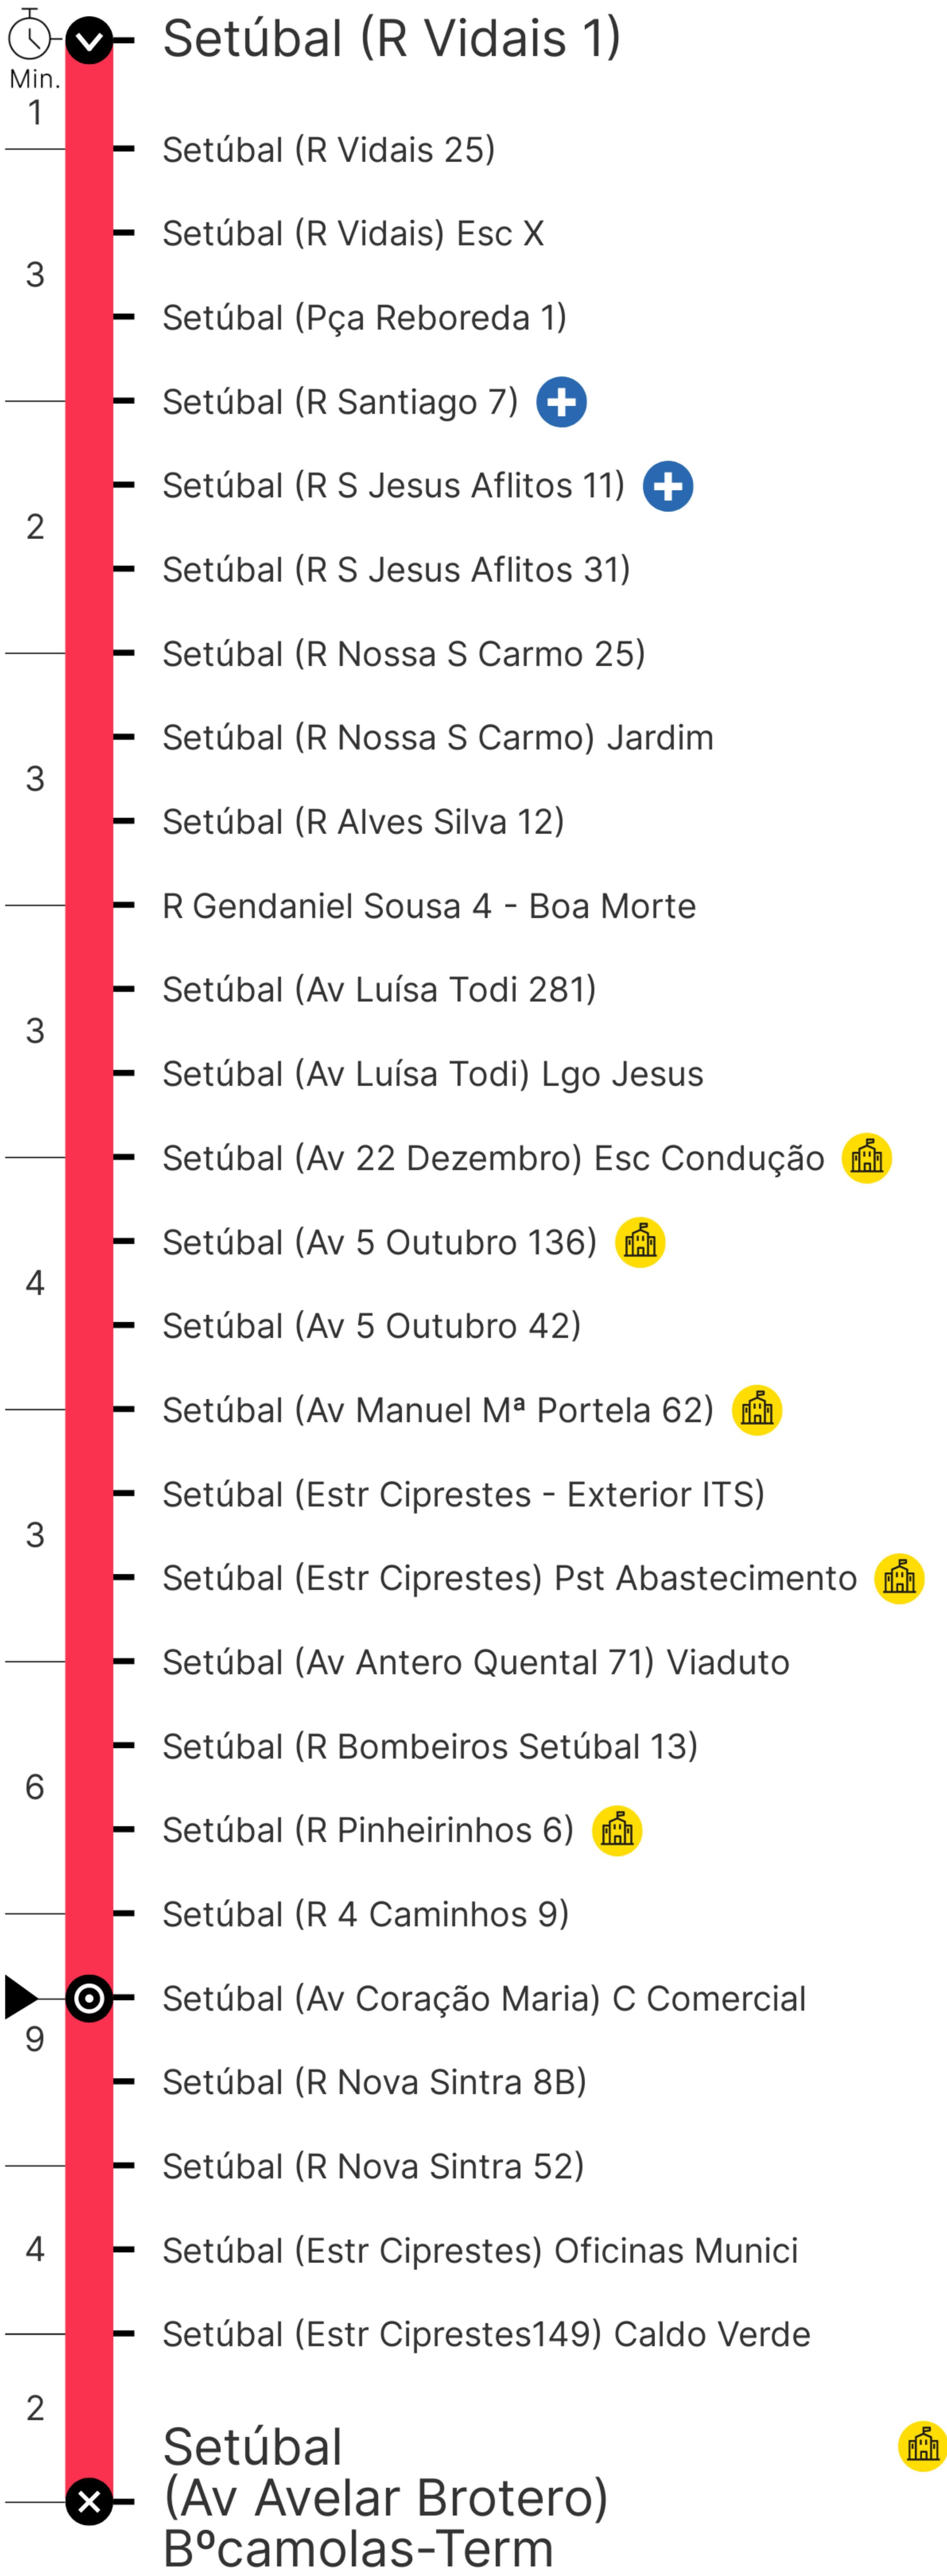 Setúbal (R Vidais 1)
Min.
1
Setúbal (R Vidais 25)
Setúbal (R Vidais) Esc X
3
Setúbal (Pça Reboreda 1)
Setúbal (R Santiago 7)
Setúbal (R S Jesus Aflitos 11)
2
Setúbal (R S Jesus Aflitos 31)
Setúbal (R Nossa S Carmo 25)
Setúbal (R Nossa S Carmo) Jardim
3
Setúbal (R Alves Silva 12)
R Gendaniel Sousa 4 - Boa Morte
Setúbal (Av Luísa Todi 281)
3
Setúbal (Av Luísa Todi) Lgo Jesus
Setúbal (Av 22 Dezembro) Esc Condução
Setúbal (Av 5 Outubro 136)
4
Setúbal (Av 5 Outubro 42)
Setúbal (Av Manuel Mª Portela 62)
Setúbal (Estr Ciprestes - Exterior ITS)
3
Setúbal (Estr Ciprestes) Pst Abastecimento
Setúbal (Av Antero Quental 71) Viaduto
Setúbal (R Bombeiros Setúbal 13)
6
Setúbal (R Pinheirinhos 6)
Setúbal (R 4 Caminhos 9)
Setúbal (Av Coração Maria) C Comercial
9
Setúbal (R Nova Sintra 8B)
Setúbal (R Nova Sintra 52)
4
Setúbal (Estr Ciprestes) Oficinas Munici
Setúbal (Estr Ciprestes149) Caldo Verde
2
Setúbal
(Av Avelar Brotero)
Bºcamolas-Term